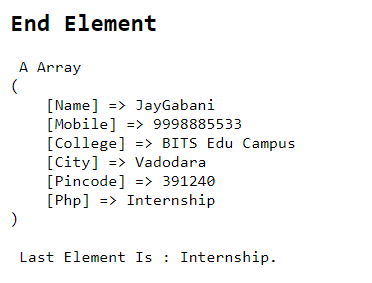 End Element
A Array
(
[Name] => JayGabani
[Mobile] => 9998885533
[College] => BITS Edu Campus
[City] => Vadodara
[Pincode] => 391240
[Php] => Internship
)
Last Element Is : Internship.